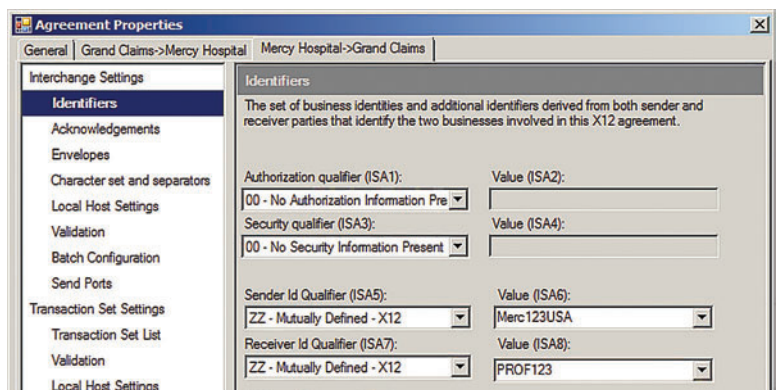 Agreement Properties
General Grand Claims->Mercy Hospital Mercy Hospital->Grand Claims
Interchange Settings
Identifiers
Acknowledgements
Envelopes
Character set and separators
Local Host Settings
Validation
Batch Configuration
Send Ports
Transaction Set Settings
Transaction Set List
Validation
Local Host Settings
Identifiers
The set of business identities and additional identifiers derived from both sender and
receiver parties that identify the two businesses involved in this X12 agreement.
Authorization qualifier (ISA1): Value (ISA2):
00 - No Authorization Information Pre
Security qualifier (ISA3): Value (ISA4):
00 - No Security Information Present
Sender Id Qualifier (ISA5): Value (ISA6):
ZZ - Mutually Defined - X12 Merc123USA
Receiver Id Qualifier (ISA7): Value (ISA8):
ZZ - Mutually Defined - X12 PROF123